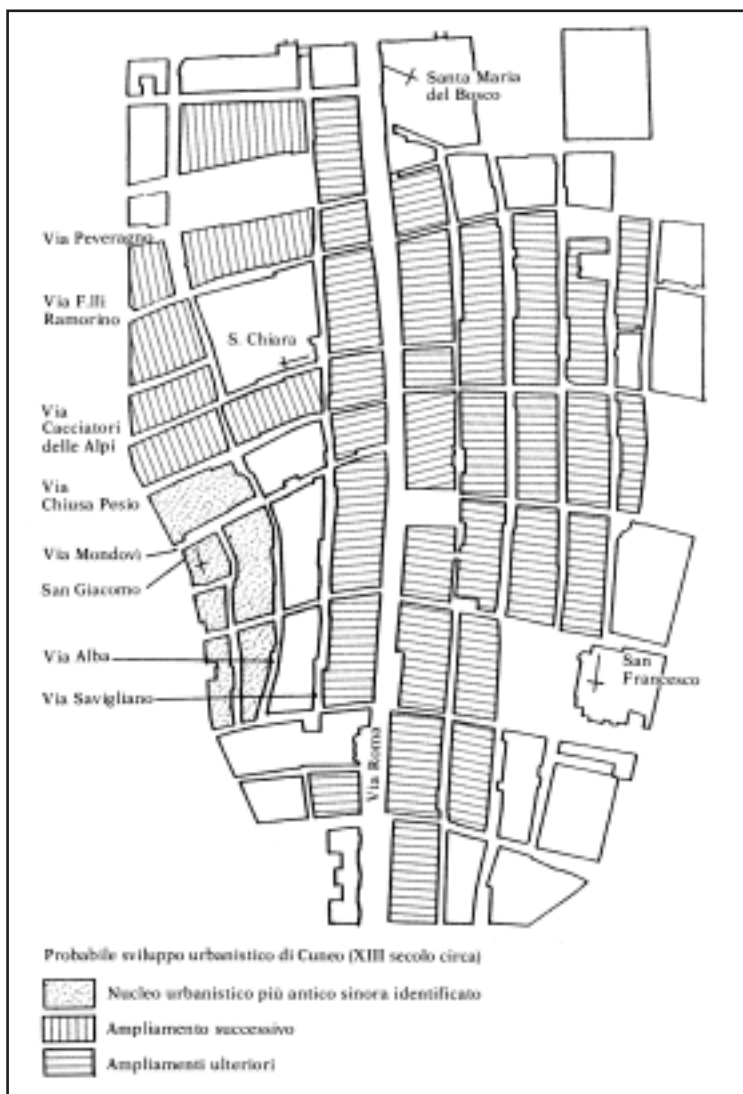 Santa Maria
del Bosco
Via Peveragno
Via F.lli
Ramorino
S. Chiara
Via
Cacciatori
delle Alpi
Via
Chiusa Pesio
Via Mondovì
San Giacomo
Via Alba
San
Francesco
Via Savigliano
Via Roma
Probabile sviluppo urbanistico di Cuneo (XIII secolo circa)
Nucleo urbanistico più antico sinora identificato
Ampliamento successivo
Ampliamenti ulteriori